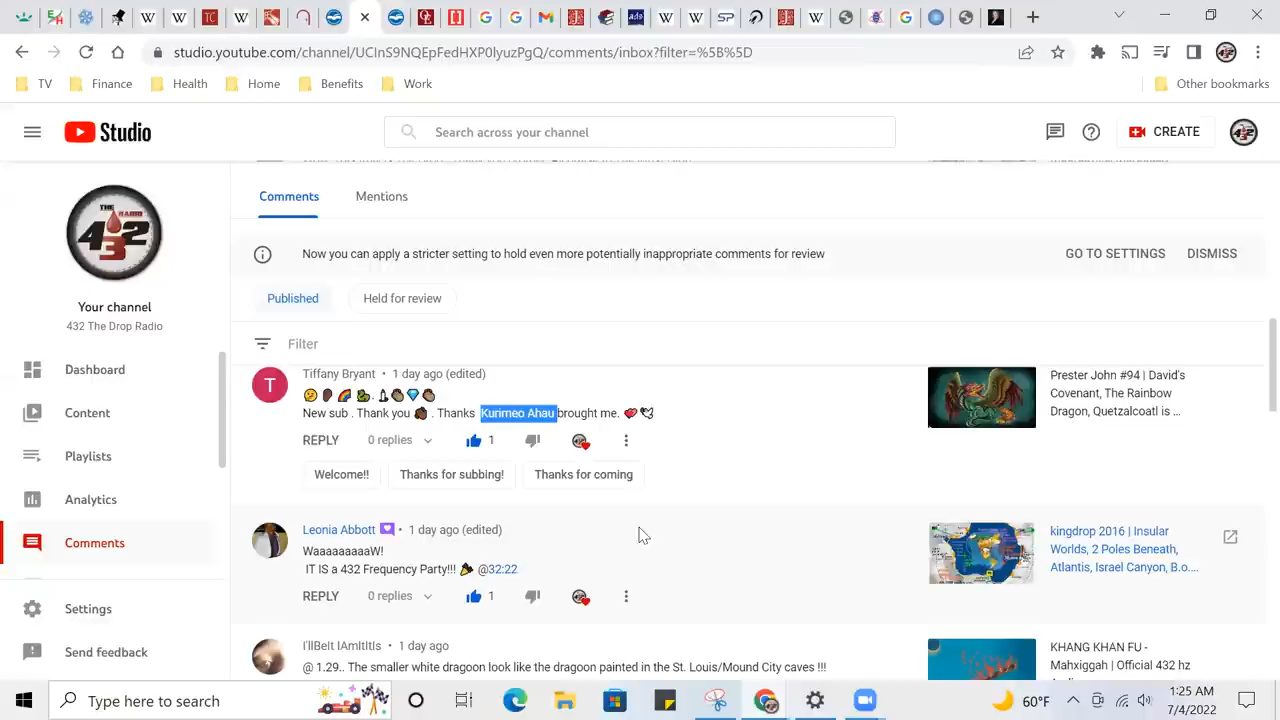 studio.youtube.com/channel/UCInS9NQEpFedHXP0lyuzPgQ/comments/inbox?filter=%5B%5D
TV Finance Health Home Benefits Work Other bookmarks
Studio
Search across your channel
CREATE
THE RADIO
432
Your channel
432 The Drop Radio
Dashboard
Content
Playlists
Analytics
Comments
Settings
Send feedback
Comments Mentions
Now you can apply a stricter setting to hold even more potentially inappropriate comments for review GO TO SETTINGS DISMISS
Published Held for review
Filter
T
Tiffany Bryant • 1 day ago (edited)
New sub . Thank you . Thanks Kurimeo Ahau brought me.
REPLY 0 replies 1
Welcome!! Thanks for subbing! Thanks for coming
Prester John #94 | David's
Covenant, The Rainbow
Dragon, Quetzalcoatl is ...
Leonia Abbott • 1 day ago (edited)
WaaaaaaaaaW!
IT IS a 432 Frequency Party!!! @32:22
REPLY 0 replies 1
kingdrop 2016 | Insular
Worlds, 2 Poles Beneath,
Atlantis, Israel Canyon, B.o....
I'llBeIt IAmItItIs • 1 day ago
@ 1.29.. The smaller white dragoon look like the dragoon painted in the St. Louis/Mound City caves !!!
KHANG KHAN FU -
Mahxiggah | Official 432 hz
Type here to search
60°F
1:25 AM
7/4/2022